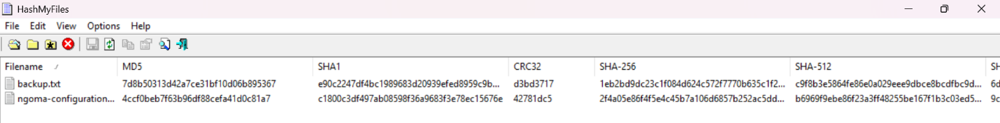 HashMyFiles
File Edit View Options Help
Filename / MD5 SHA1 CRC32 SHA-256 SHA-512 SH
backup.txt 7d8b50313d42a7ce31bf10d06b895367 e90c2247df4bc1989683d20939efed8959c9b... d3bd3717 1eb2bd9dc23c1f084d624c572f7770b635c1f2... c9f8b3e5864fe86e0a029eee9dbce8bcdfbc9d... 6d
ngoma-configuration... 4ccf0beb7f63b96df88cefa41d0c81a7 c1800c3df497ab08598f36a9683f3e78ec15676e 42781dc5 2f4a05e86f4f5e4c45b7a106d6857b252ac5dd... b6969f9ebe86f23a3ff48255be167f1b3c03ed5... 9c